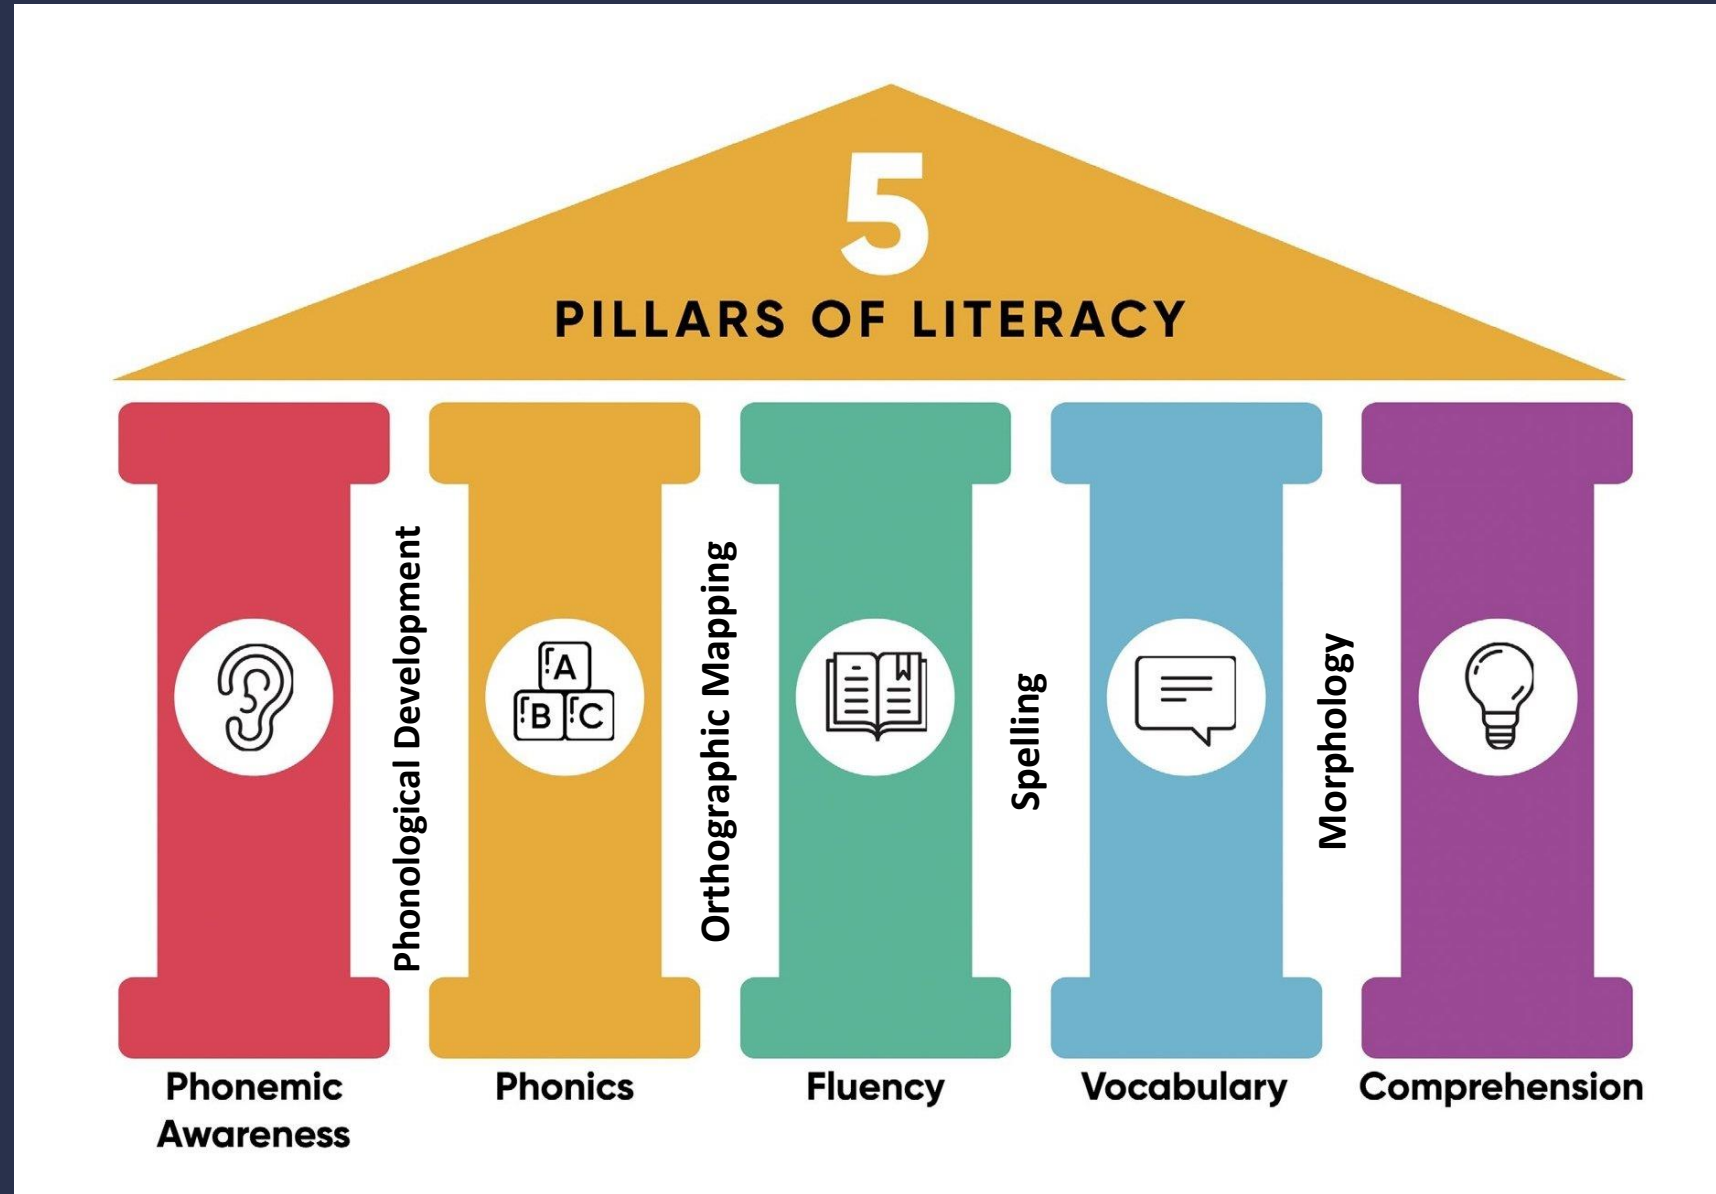 5
PILLARS OF LITERACY
Phonological Development
Orthographic Mapping
Spelling
Morphology
A
B C
Phonemic
Awareness
Phonics
Fluency
Vocabulary
Comprehension